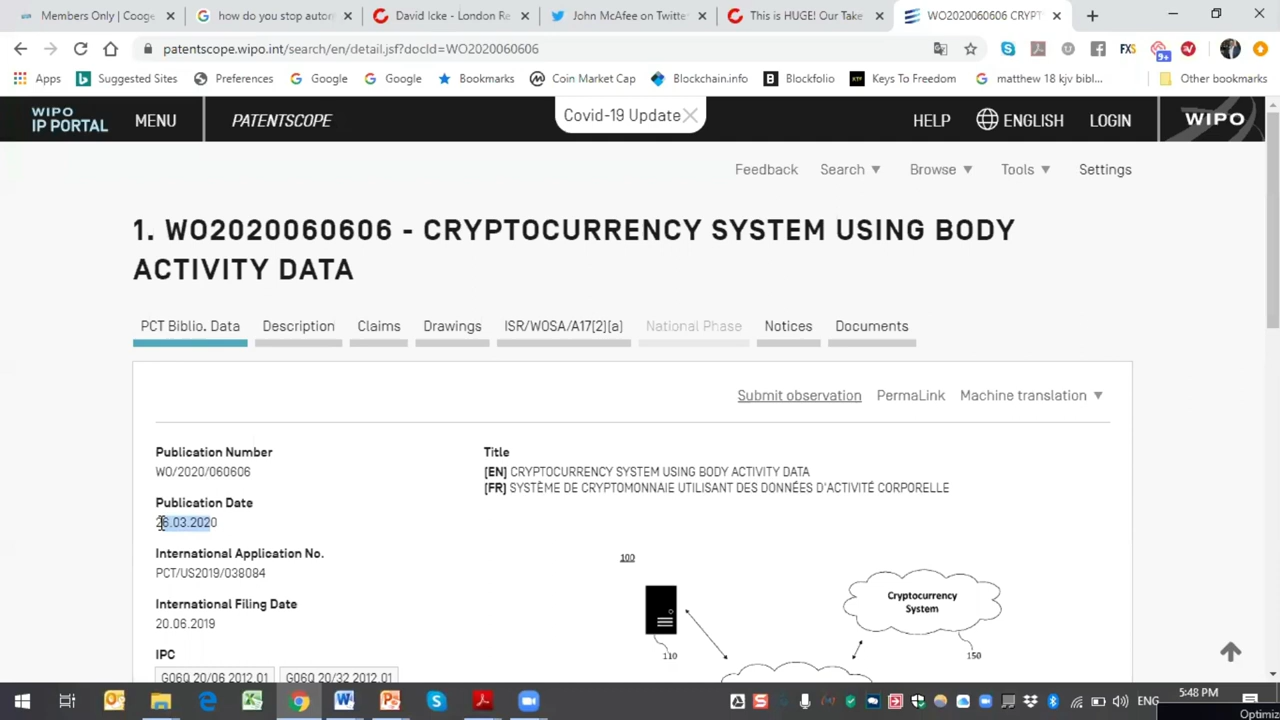 Members Only | Cooge
how do you stop autor
David Icke - London Re
John McAfee on Twitte
This is HUGE! Our Take
WO2020060606 CRYPT
patentscope.wipo.int/search/en/detail.jsf?docId=WO2020060606
FXS
9+
Apps
Suggested Sites
Preferences
Google
Google
Bookmarks
Coin Market Cap
Blockchain.info
Blockfolio
Keys To Freedom
matthew 18 kjv bibl...
Other bookmarks
WIPO
IP PORTAL
MENU
PATENTSCOPE
Covid-19 Update
HELP
ENGLISH
LOGIN
WIPO
Feedback
Search
Browse
Tools
Settings
1. WO2020060606 - CRYPTOCURRENCY SYSTEM USING BODY
ACTIVITY DATA
PCT Biblio. Data
Description
Claims
Drawings
ISR/WOSA/A17(2)(a)
National Phase
Notices
Documents
Submit observation
PermaLink
Machine translation
Publication Number
WO/2020/060606
Publication Date
26.03.2020
International Application No.
PCT/US2019/038084
International Filing Date
20.06.2019
IPC
G06Q 20/06 2012.01
G06Q 20/32 2012.01
Title
[EN] CRYPTOCURRENCY SYSTEM USING BODY ACTIVITY DATA
[FR] SYSTÈME DE CRYPTOMONNAIE UTILISANT DES DONNÉES D'ACTIVITÉ CORPORELLE
100
Cryptocurrency
System
110
150
ENG
5:48 PM
Optimiz